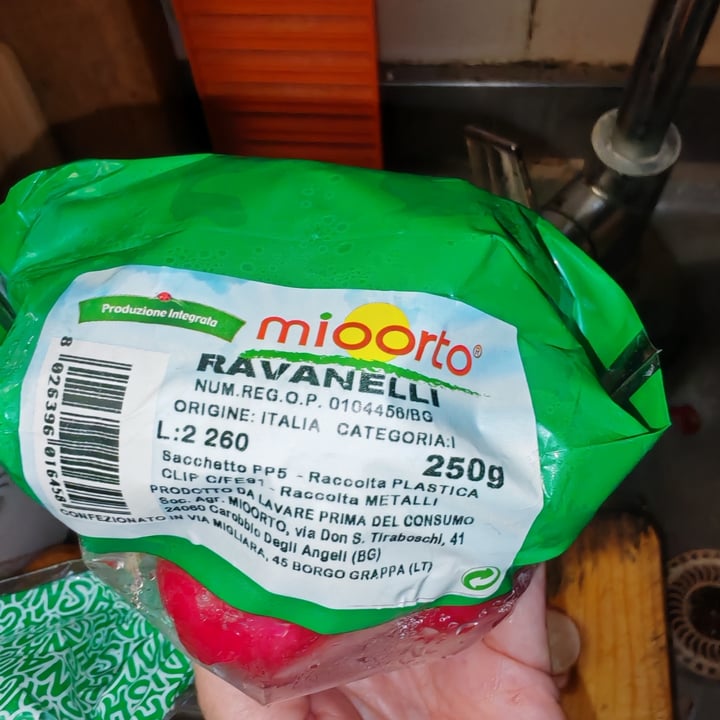 Produzione Integrata
mioorto®
RAVANELLI
NUM.REG.O.P. 0104456/BG
ORIGINE: ITALIA CATEGORIA:I
L:2 260
250g
Sacchetto PP5 - Raccolta PLASTICA
CLIP C/FE91 - Raccolta METALLI
PRODOTTO DA LAVARE PRIMA DEL CONSUMO
Soc. Agr. MIOORTO, via Don S. Tiraboschi, 41
24060 Carobbio Degli Angeli (BG)
CONFEZIONATO IN VIA MIGLIARA, 45 BORGO GRAPPA (LT)
8 026396 016458